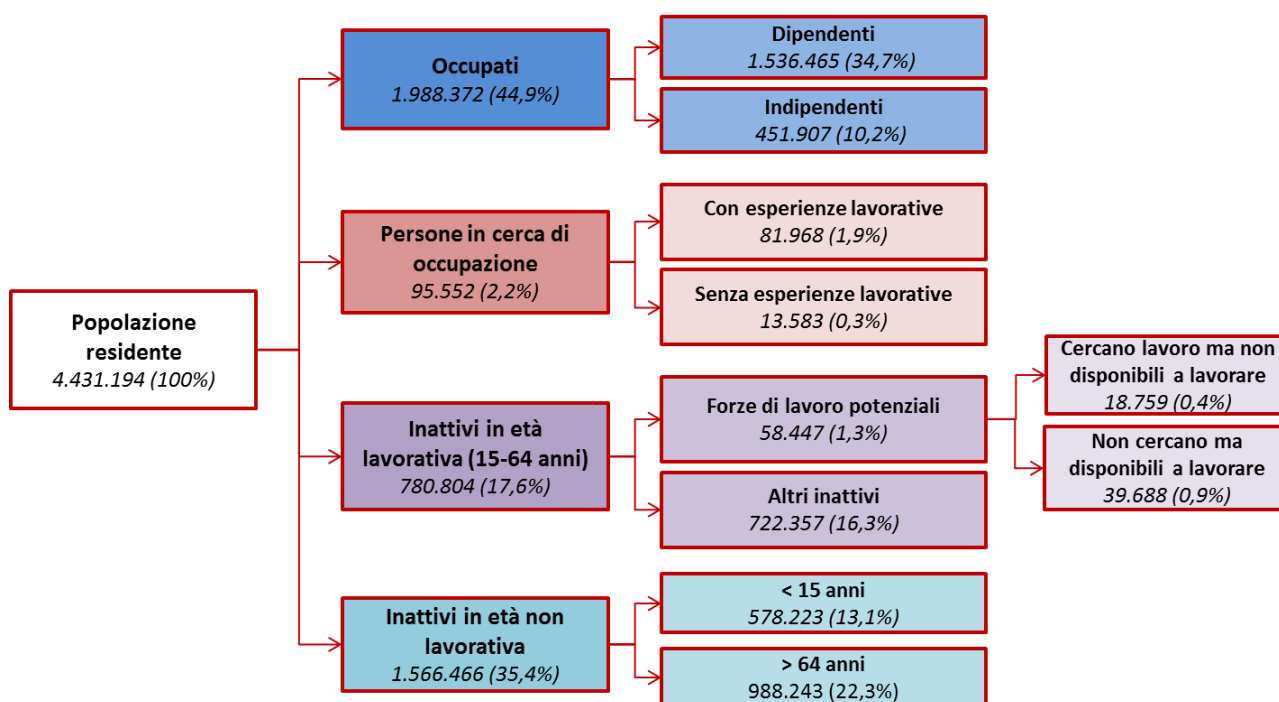 Popolazione
residente
4.431.194 (100%)
Occupati
1.988.372 (44,9%)
Dipendenti
1.536.465 (34,7%)
Indipendenti
451.907 (10,2%)
Persone in cerca di
occupazione
95.552 (2,2%)
Con esperienze lavorative
81.968 (1,9%)
Senza esperienze lavorative
13.583 (0,3%)
Inattivi in età
lavorativa (15-64 anni)
780.804 (17,6%)
Forze di lavoro potenziali
58.447 (1,3%)
Cercano lavoro ma non
disponibili a lavorare
18.759 (0,4%)
Non cercano ma
disponibili a lavorare
39.688 (0,9%)
Altri inattivi
722.357 (16,3%)
Inattivi in età non
lavorativa
1.566.466 (35,4%)
< 15 anni
578.223 (13,1%)
> 64 anni
988.243 (22,3%)